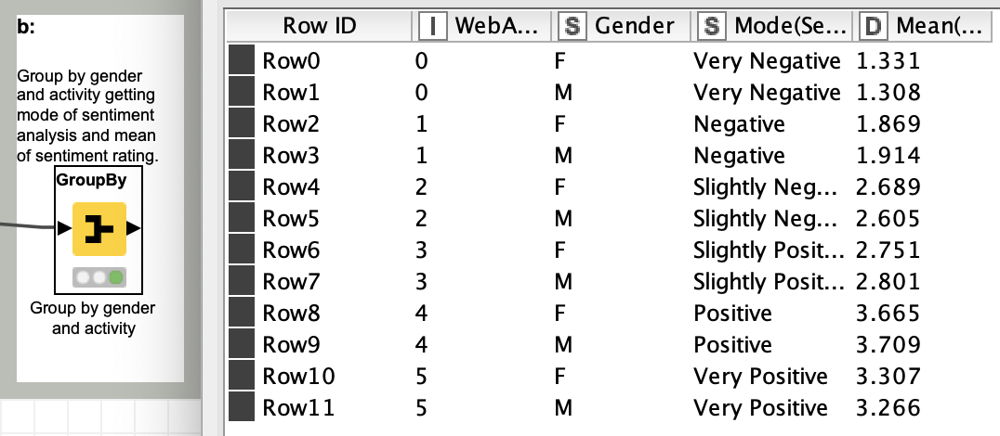 b:
Group by gender
and activity getting
mode of sentiment
analysis and mean
of sentiment rating.
GroupBy
Group by gender
and activity
Row ID I WebA... S Gender S Mode(Se... D Mean(...
Row0 0 F Very Negative 1.331
Row1 0 M Very Negative 1.308
Row2 1 F Negative 1.869
Row3 1 M Negative 1.914
Row4 2 F Slightly Neg... 2.689
Row5 2 M Slightly Neg... 2.605
Row6 3 F Slightly Posit... 2.751
Row7 3 M Slightly Posit... 2.801
Row8 4 F Positive 3.665
Row9 4 M Positive 3.709
Row10 5 F Very Positive 3.307
Row11 5 M Very Positive 3.266